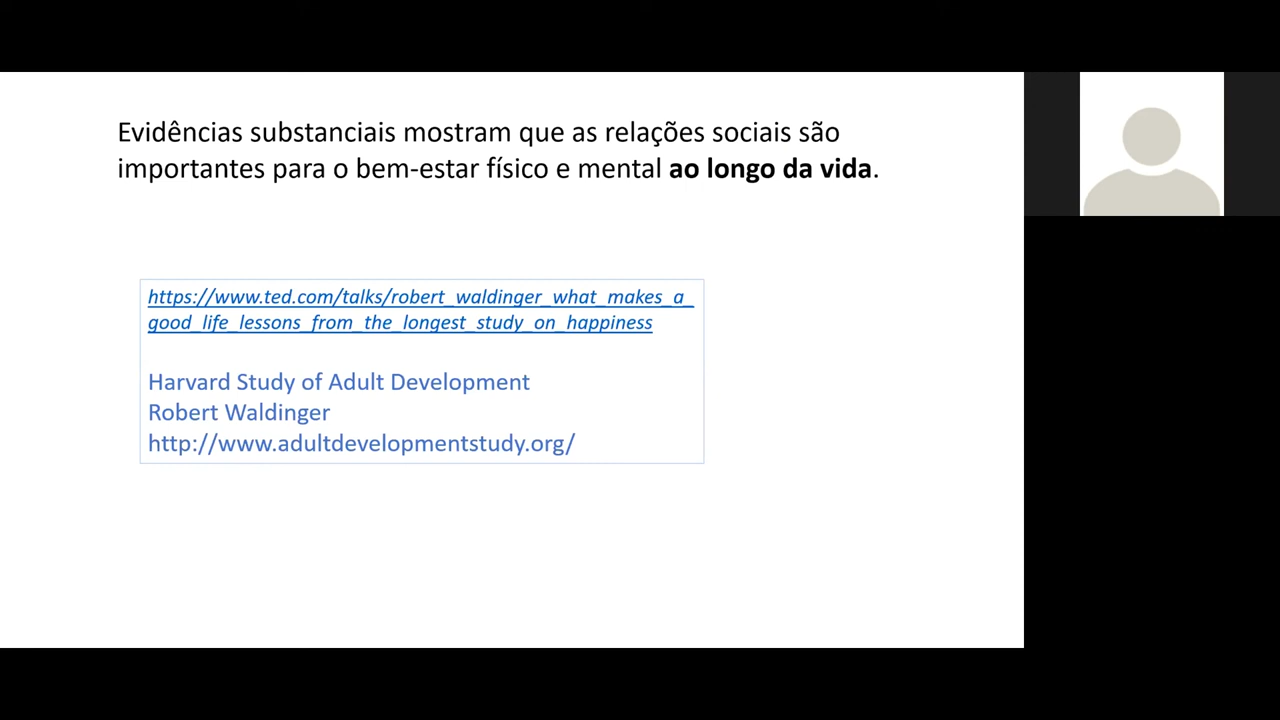 Evidências substanciais mostram que as relações sociais são
importantes para o bem-estar físico e mental ao longo da vida.
https://www.ted.com/talks/robert_waldinger_what_makes_a_
good_life_lessons_from_the_longest_study_on_happiness
Harvard Study of Adult Development
Robert Waldinger
http://www.adultdevelopmentstudy.org/